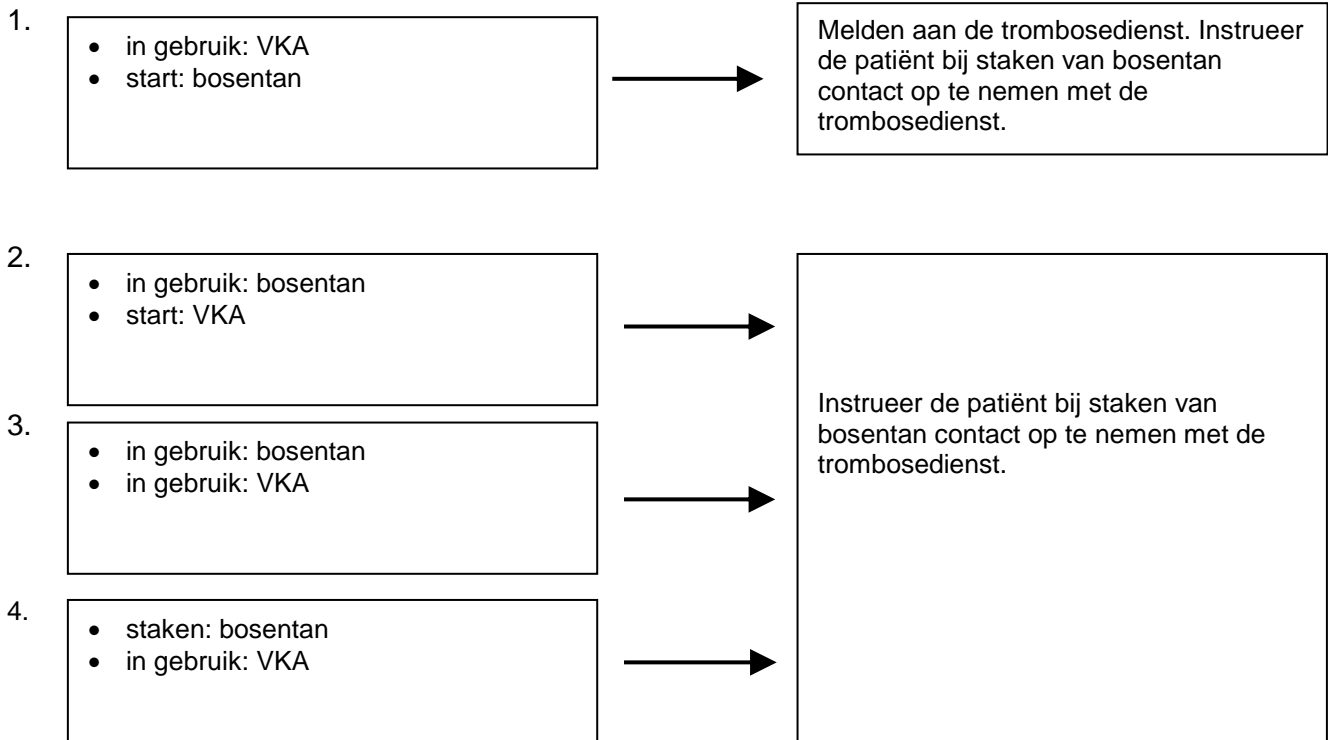 1.
• in gebruik: VKA
• start: bosentan
Melden aan de trombosedienst. Instrueer
de patiënt bij staken van bosentan
contact op te nemen met de
trombosedienst.
2.
• in gebruik: bosentan
• start: VKA
3.
• in gebruik: bosentan
• in gebruik: VKA
Instrueer de patiënt bij staken van
bosentan contact op te nemen met de
trombosedienst.
4.
• staken: bosentan
• in gebruik: VKA